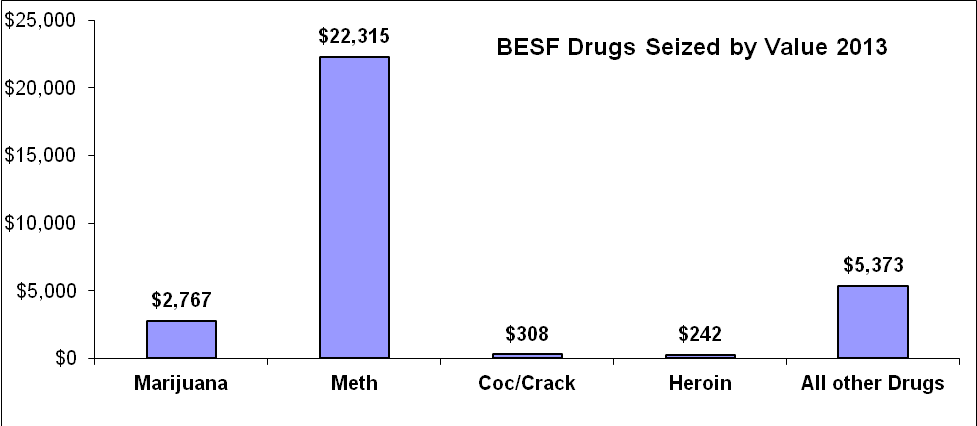 BESF Drugs Seized by Value 2013
$25,000
$20,000
$15,000
$10,000
$5,000
$0
$2,767
$22,315
$308
$242
$5,373
Marijuana
Meth
Coc/Crack
Heroin
All other Drugs